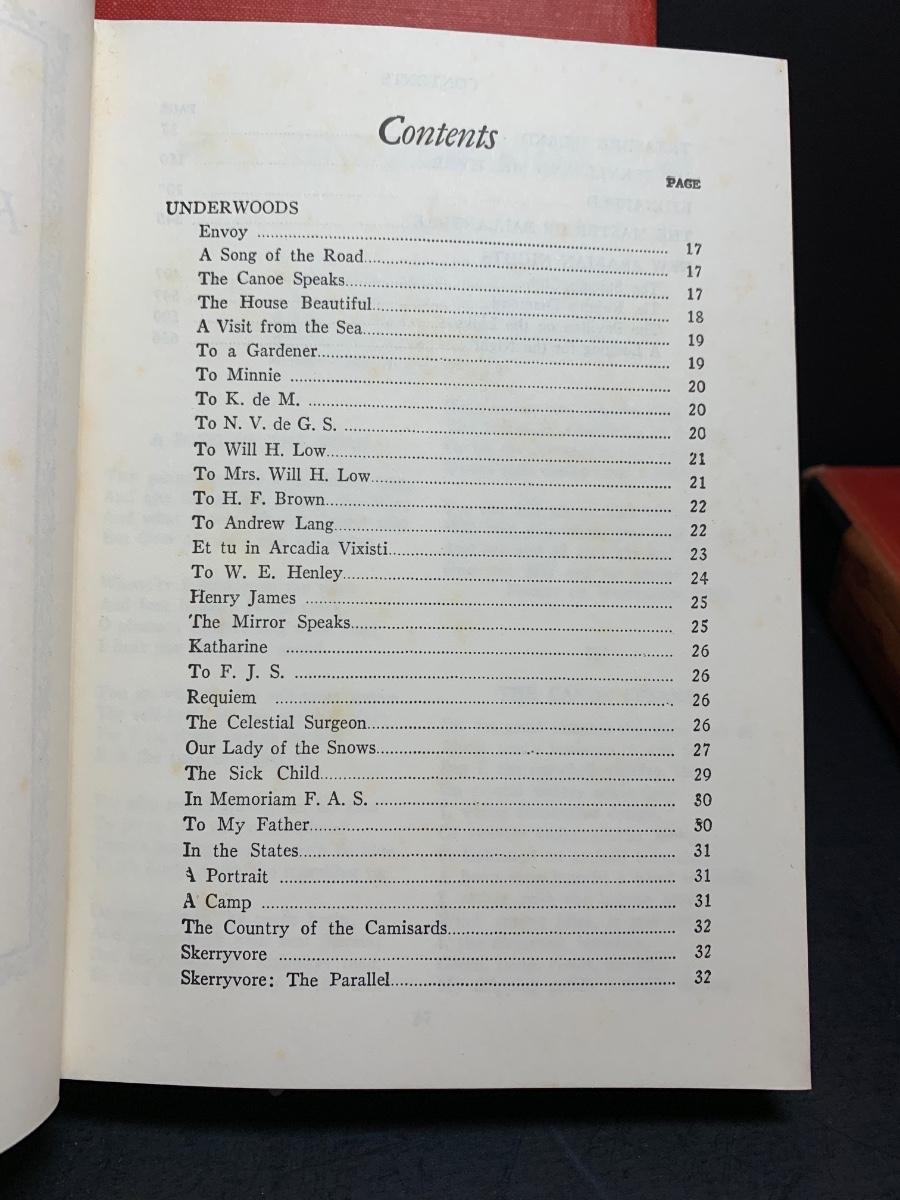 Contents
PAGE
UNDERWOODS
Envoy ........ 17
A Song of the Road........ 17
The Canoe Speaks........ 17
The House Beautiful........ 18
A Visit from the Sea........ 19
To a Gardener........ 19
To Minnie ........ 20
To K. de M. ........ 20
To N. V. de G. S. ........ 20
To Will H. Low........ 21
To Mrs. Will H. Low........ 21
To H. F. Brown........ 22
To Andrew Lang........ 22
Et tu in Arcadia Vixisti........ 23
To W. E. Henley........ 24
Henry James ........ 25
The Mirror Speaks........ 25
Katharine ........ 26
To F. J. S. ........ 26
Requiem ........ 26
The Celestial Surgeon........ 26
Our Lady of the Snows........ 27
The Sick Child........ 29
In Memoriam F. A. S. ........ 30
To My Father........ 30
In the States........ 31
A Portrait ........ 31
A Camp ........ 31
The Country of the Camisards........ 32
Skerryvore ........ 32
Skerryvore: The Parallel........ 32